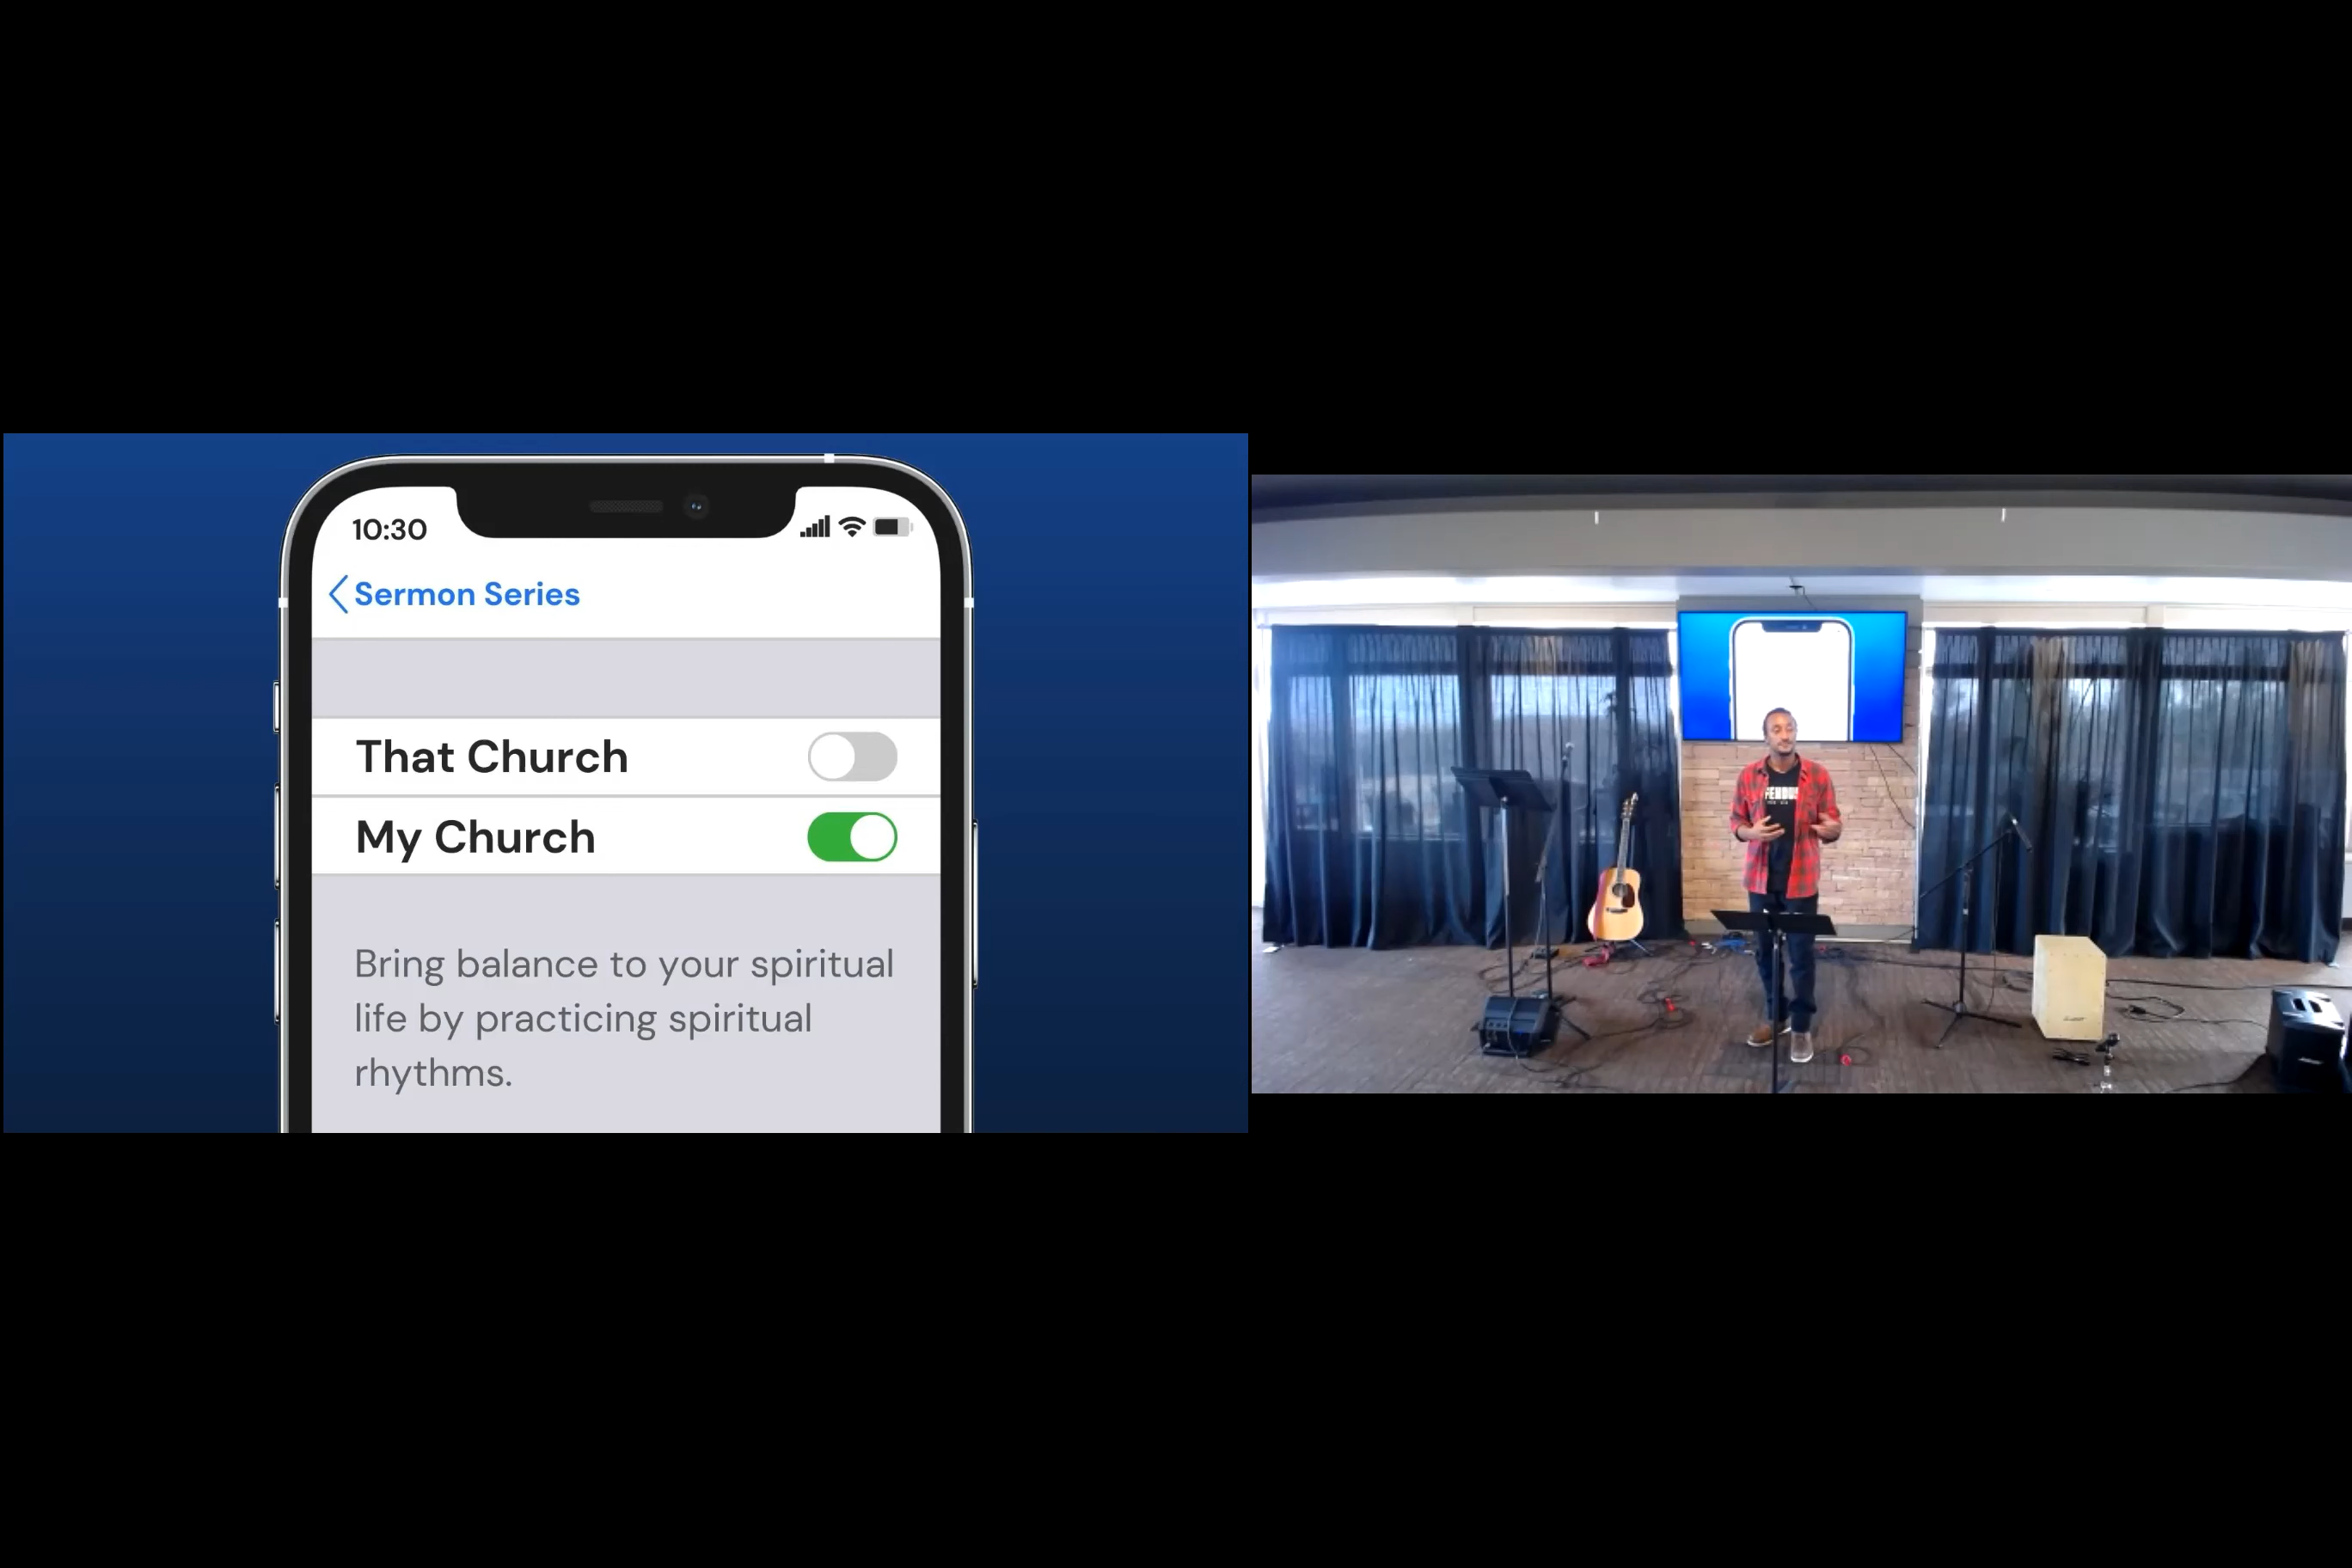 10:30
Sermon Series
That Church
My Church
Bring balance to your spiritual
life by practicing spiritual
rhythms.